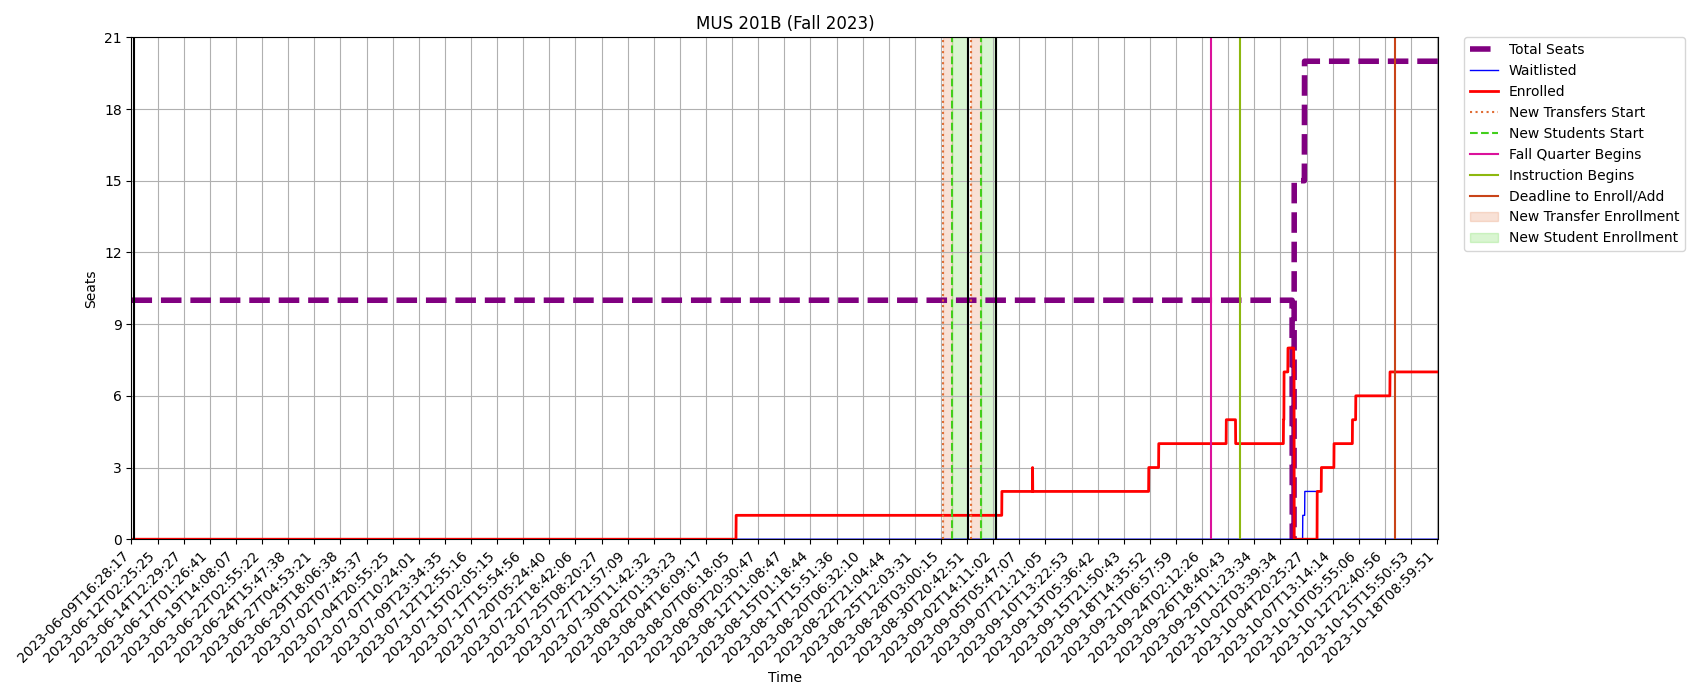 MUS 201B (Fall 2023)
21
18
15
12
9
6
3
0
Seats
2023-06-09T16:28:17
2023-06-12T02:25:25
2023-06-14T12:29:27
2023-06-17T01:26:41
2023-06-19T14:08:07
2023-06-22T02:55:22
2023-06-24T15:47:38
2023-06-27T04:53:21
2023-06-29T18:06:38
2023-07-02T07:45:37
2023-07-04T20:55:25
2023-07-07T10:24:01
2023-07-09T23:34:35
2023-07-12T12:55:16
2023-07-15T02:05:15
2023-07-17T15:54:56
2023-07-20T05:24:40
2023-07-22T18:42:06
2023-07-25T08:20:27
2023-07-27T21:57:09
2023-07-30T11:42:32
2023-08-02T01:33:23
2023-08-04T16:09:17
2023-08-07T06:18:05
2023-08-09T20:30:47
2023-08-12T11:08:47
2023-08-15T01:18:44
2023-08-17T15:51:36
2023-08-20T06:32:10
2023-08-22T21:04:44
2023-08-25T12:03:31
2023-08-28T03:00:15
2023-08-30T20:42:51
2023-09-02T14:11:02
2023-09-05T05:47:07
2023-09-07T21:21:05
2023-09-10T13:22:53
2023-09-13T05:36:42
2023-09-15T21:50:43
2023-09-18T14:35:52
2023-09-21T06:57:59
2023-09-24T02:12:26
2023-09-26T18:40:43
2023-09-29T11:23:34
2023-10-02T03:39:34
2023-10-04T20:25:27
2023-10-07T13:14:14
2023-10-10T05:55:06
2023-10-12T22:40:56
2023-10-15T15:50:53
2023-10-18T08:59:51
Time
Total Seats
Waitlisted
Enrolled
New Transfers Start
New Students Start
Fall Quarter Begins
Instruction Begins
Deadline to Enroll/Add
New Transfer Enrollment
New Student Enrollment